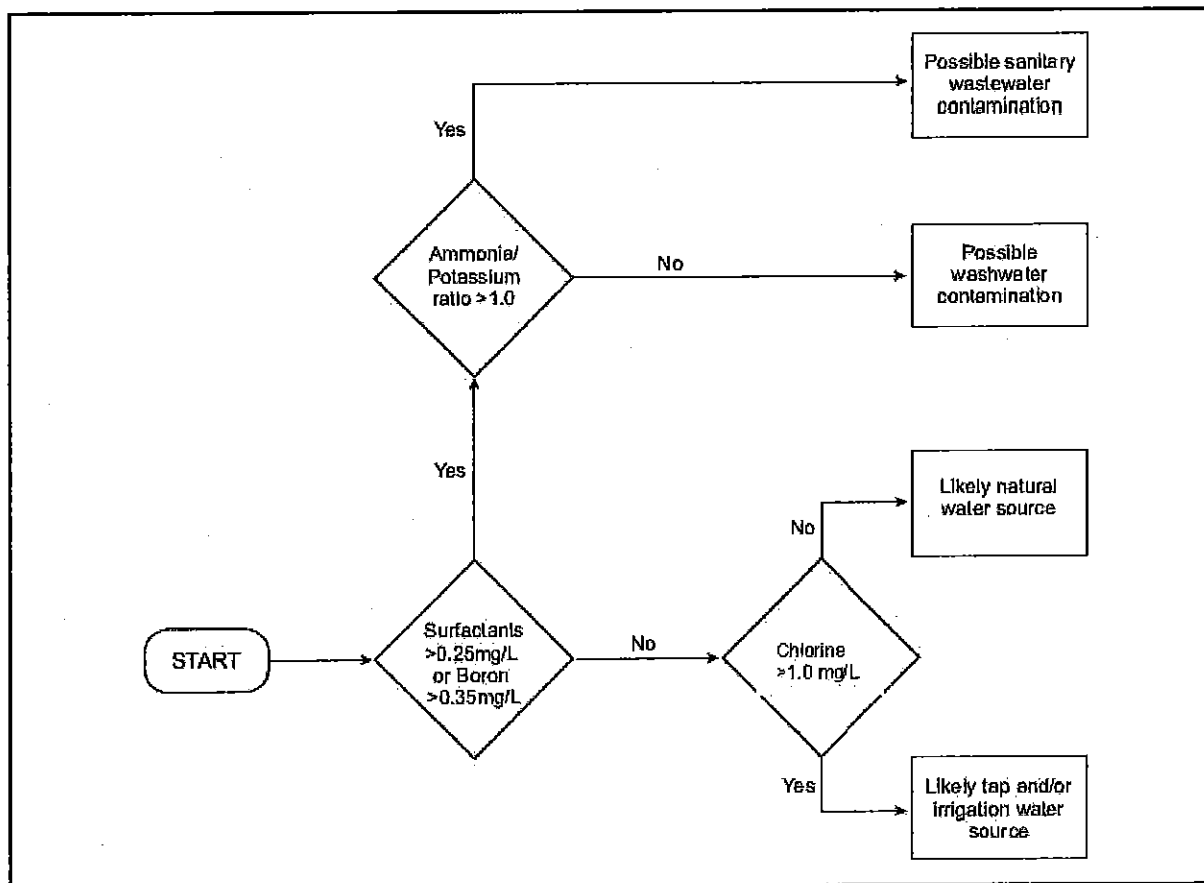 Possible sanitary
wastewater
contamination
Yes
Ammonia/
Potassium
ratio >1.0
No
Possible
washwater
contamination
Yes
Likely natural
water source
No
START
Surfactants
>0.25mg/L
or Boron
>0.35mg/L
No
Chlorine
>1.0 mg/L
Yes
Likely tap and/or
irrigation water
source